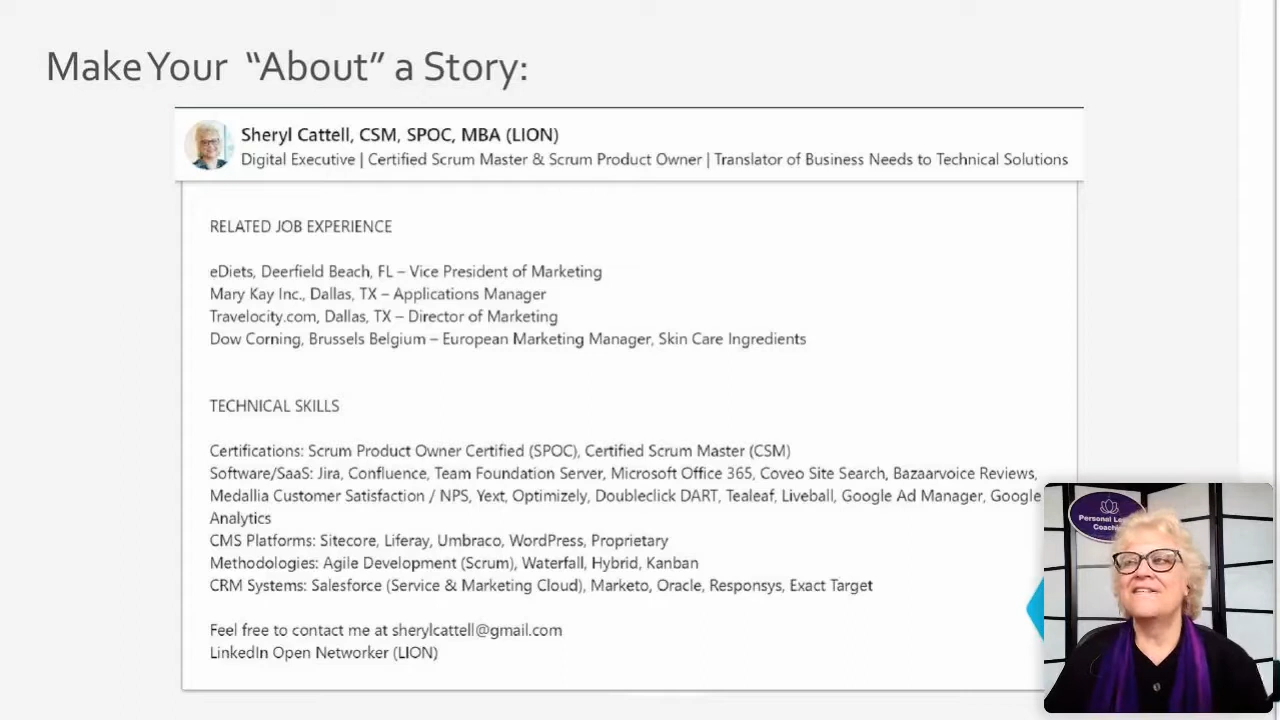 Make Your "About" a Story:
Sheryl Cattell, CSM, SPOC, MBA (LION)
Digital Executive | Certified Scrum Master & Scrum Product Owner | Translator of Business Needs to Technical Solutions
RELATED JOB EXPERIENCE
eDiets, Deerfield Beach, FL – Vice President of Marketing
Mary Kay Inc., Dallas, TX – Applications Manager
Travelocity.com, Dallas, TX – Director of Marketing
Dow Corning, Brussels Belgium – European Marketing Manager, Skin Care Ingredients
TECHNICAL SKILLS
Certifications: Scrum Product Owner Certified (SPOC), Certified Scrum Master (CSM)
Software/SaaS: Jira, Confluence, Team Foundation Server, Microsoft Office 365, Coveo Site Search, Bazaarvoice Reviews,
Medallia Customer Satisfaction / NPS, Yext, Optimizely, Doubleclick DART, Tealeaf, Liveball, Google Ad Manager, Google
Analytics
CMS Platforms: Sitecore, Liferay, Umbraco, WordPress, Proprietary
Methodologies: Agile Development (Scrum), Waterfall, Hybrid, Kanban
CRM Systems: Salesforce (Service & Marketing Cloud), Marketo, Oracle, Responsys, Exact Target
Feel free to contact me at sherylcattell@gmail.com
LinkedIn Open Networker (LION)
Personal